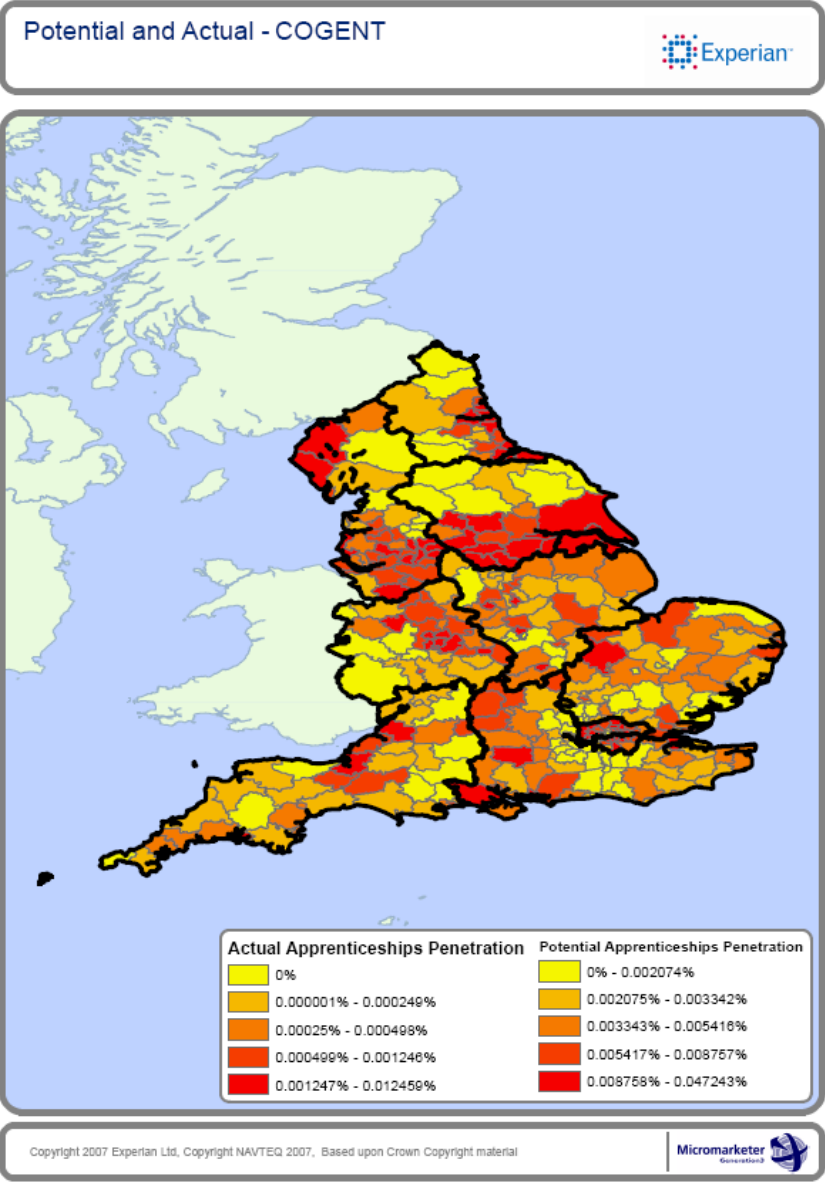 Potential and Actual - COGENT
Experian™
Actual Apprenticeships Penetration
0%
0.000001% - 0.000249%
0.00025% - 0.000498%
0.000499% - 0.001246%
0.001247% - 0.012459%
Potential Apprenticeships Penetration
0% - 0.002074%
0.002075% - 0.003342%
0.003343% - 0.005416%
0.005417% - 0.008757%
0.008758% - 0.047243%
Copyright 2007 Experian Ltd, Copyright NAVTEQ 2007, Based upon Crown Copyright material
Micromarketer
Generation3